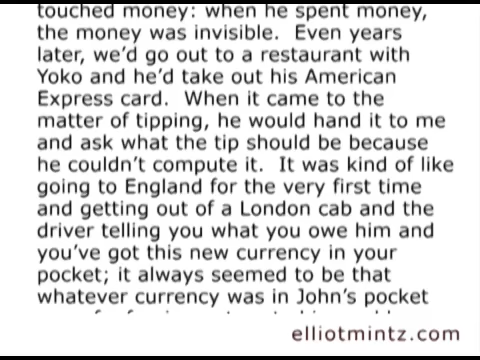 touched money: when he spent money,
the money was invisible. Even years
later, we'd go out to a restaurant with
Yoko and he'd take out his American
Express card. When it came to the
matter of tipping, he would hand it to me
and ask what the tip should be because
he couldn't compute it. It was kind of like
going to England for the very first time
and getting out of a London cab and the
driver telling you what you owe him and
you've got this new currency in your
pocket; it always seemed to be that
whatever currency was in John's pocket
elliotmintz.com